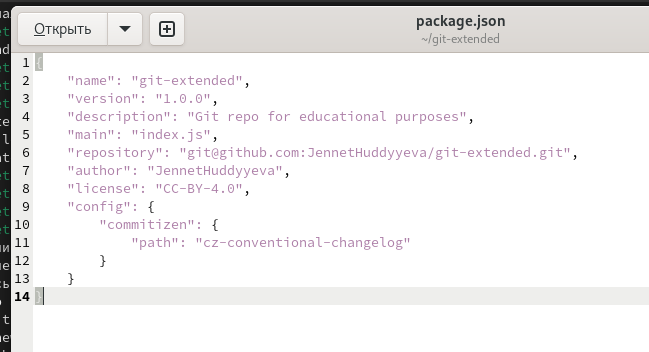 Открыть
package.json
~/git-extended
1 {
2 "name": "git-extended",
3 "version": "1.0.0",
4 "description": "Git repo for educational purposes",
5 "main": "index.js",
6 "repository": "git@github.com:JennetHuddyyeva/git-extended.git",
7 "author": "JennetHuddyyeva",
8 "license": "CC-BY-4.0",
9 "config": {
10 "commitizen": {
11 "path": "cz-conventional-changelog"
12 }
13 }
14 }